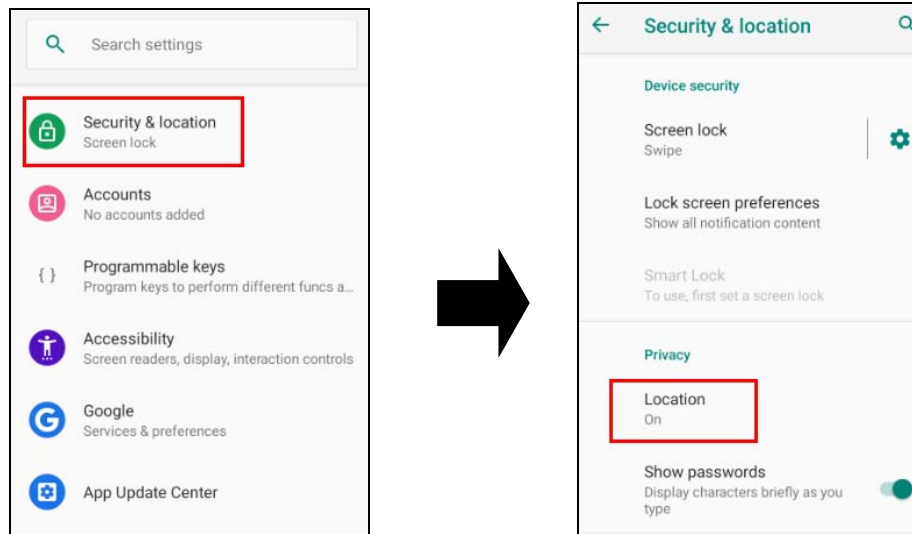 Search settings
Security & location
Screen lock
Accounts
No accounts added
{ } Programmable keys
Program keys to perform different funcs a...
Accessibility
Screen readers, display, interaction controls
Google
Services & preferences
App Update Center
Security & location
Device security
Screen lock
Swipe
Lock screen preferences
Show all notification content
Smart Lock
To use, first set a screen lock
Privacy
Location
On
Show passwords
Display characters briefly as you
type